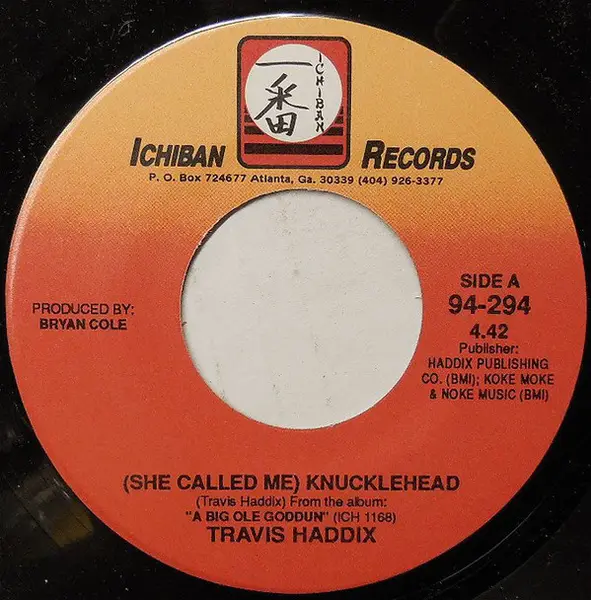 一番
ICHIBAN
ICHIBAN RECORDS
P. O. Box 724677 Atlanta, Ga. 30339 (404) 926-3377
PRODUCED BY:
BRYAN COLE
SIDE A
94-294
4.42
Publisher:
HADDIX PUBLISHING
CO. (BMI); KOKE MOKE
& NOKE MUSIC (BMI)
(SHE CALLED ME) KNUCKLEHEAD
(Travis Haddix) From the album:
"A BIG OLE GODDUN" (ICH 1168)
TRAVIS HADDIX